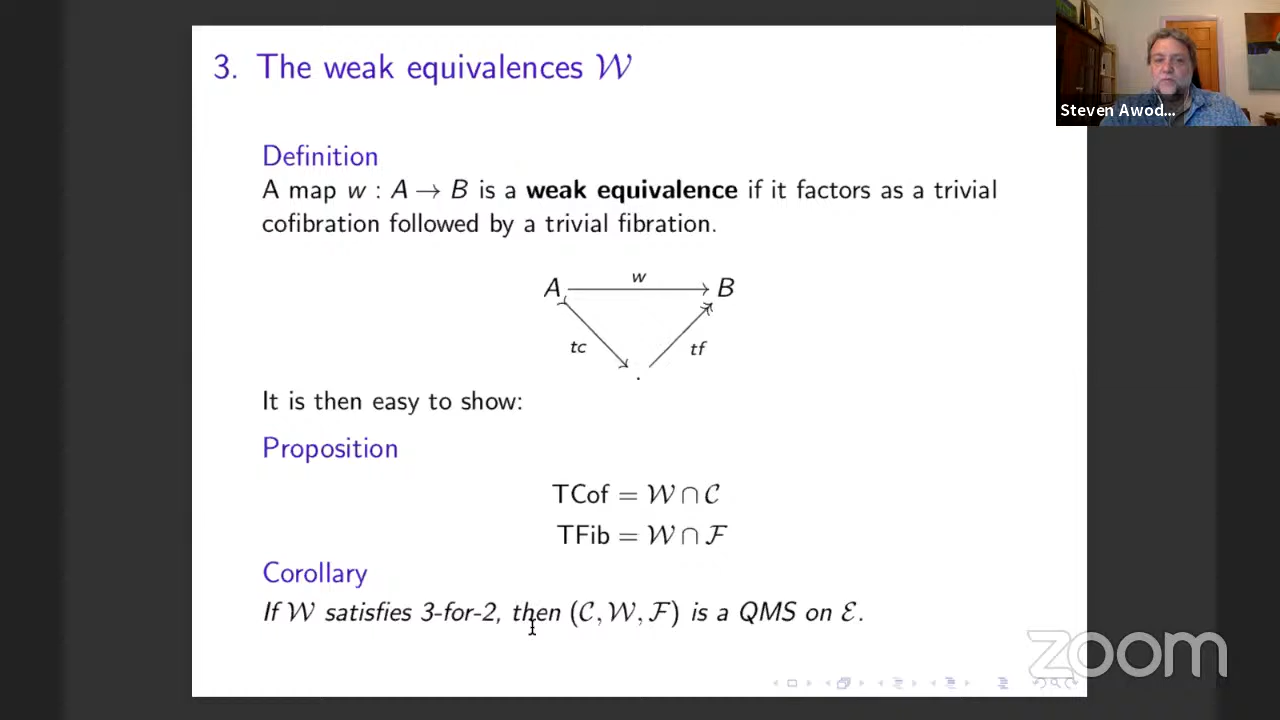 3. The weak equivalences 𝒲
Steven Awod...
Definition
A map w : A → B is a weak equivalence if it factors as a trivial
cofibration followed by a trivial fibration.
A w B
tc tf
.
It is then easy to show:
Proposition
TCof = 𝒲 ∩ 𝒞
TFib = 𝒲 ∩ ℱ
Corollary
If 𝒲 satisfies 3-for-2, then (𝒞, 𝒲, ℱ) is a QMS on ℰ.
zoom